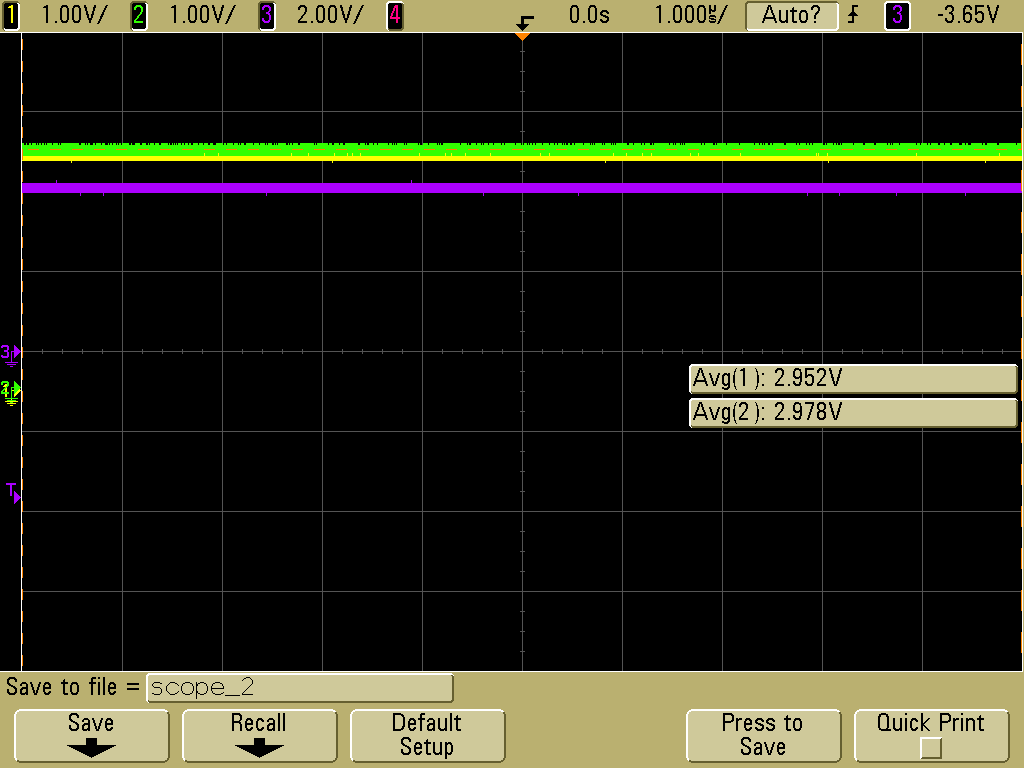 1 1.00V/ 2 1.00V/ 3 2.00V/ 4 0.0s 1.000㎲/ Auto? 3 -3.65V
3
2
T
Avg(1): 2.952V
Avg(2): 2.978V
Save to file = scope_2
Save Recall Default Setup Press to Save Quick Print